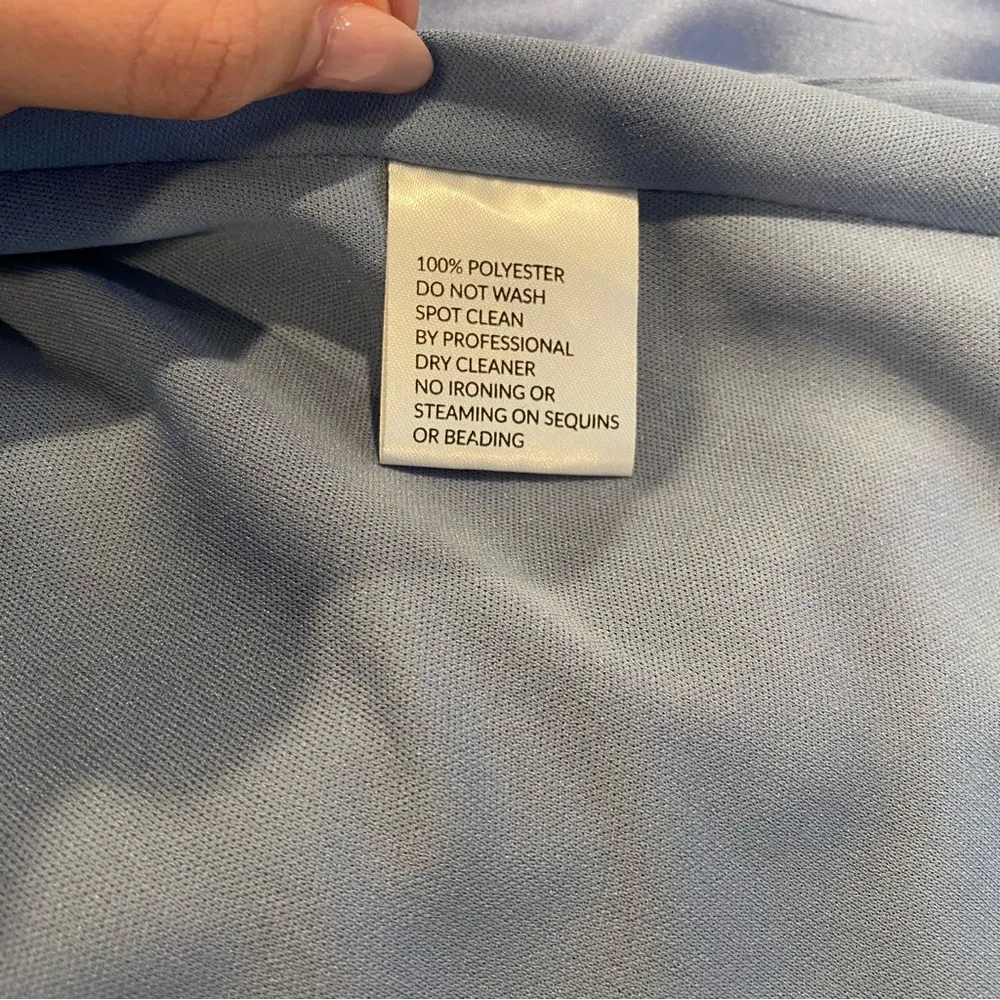 100% POLYESTER
DO NOT WASH
SPOT CLEAN
BY PROFESSIONAL
DRY CLEANER
NO IRONING OR
STEAMING ON SEQUINS
OR BEADING